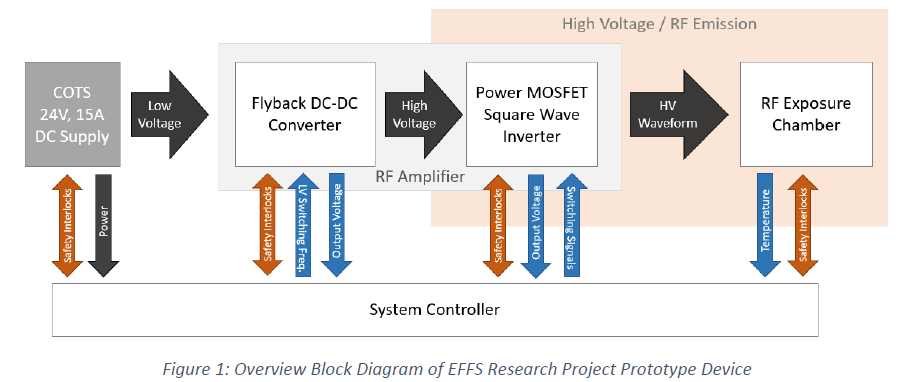 High Voltage / RF Emission
COTS
24V, 15A
DC Supply
Low
Voltage
Flyback DC-DC
Converter
High
Voltage
Power MOSFET
Square Wave
Inverter
HV
Waveform
RF Exposure
Chamber
RF Amplifier
Safety Interlocks
Power
Safety Interlocks
LV Switching Freq.
Output Voltage
Safety Interlocks
Output Voltage
Switching Signals
Temperature
Safety Interlocks
System Controller
Figure 1: Overview Block Diagram of EFFS Research Project Prototype Device